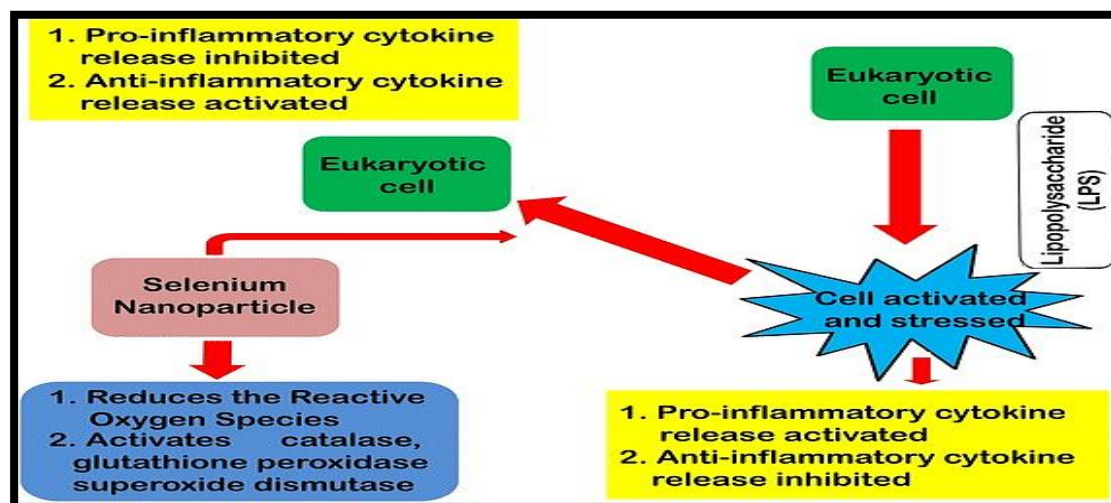 1. Pro-inflammatory cytokine
release inhibited
2. Anti-inflammatory cytokine
release activated
Eukaryotic
cell
Lipopolysaccharide
(LPS)
Eukaryotic
cell
Selenium
Nanoparticle
Cell activated
and stressed
1. Reduces the Reactive
Oxygen Species
2. Activates catalase,
glutathione peroxidase
superoxide dismutase
1. Pro-inflammatory cytokine
release activated
2. Anti-inflammatory cytokine
release inhibited